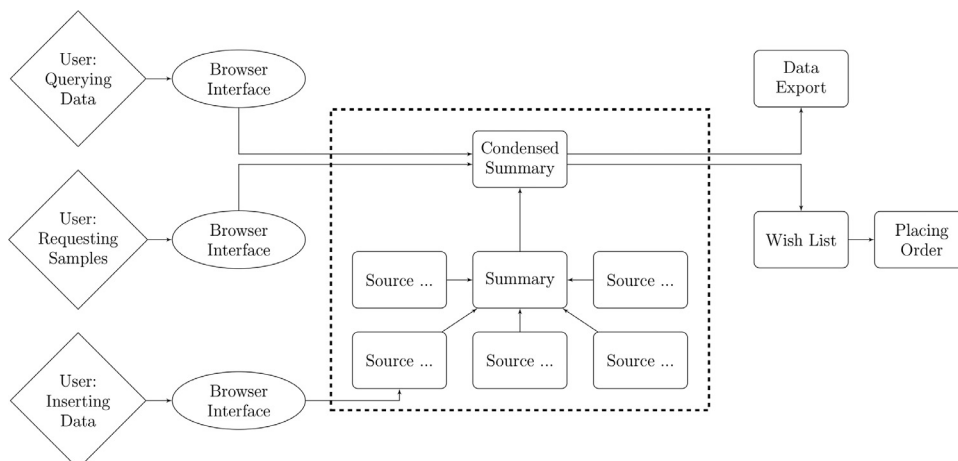 User:
Querying
Data
Browser
Interface
Data
Export
Condensed
Summary
User:
Requesting
Samples
Browser
Interface
Wish List
Placing
Order
Source ...
Summary
Source ...
Source ...
Source ...
Source ...
User:
Inserting
Data
Browser
Interface